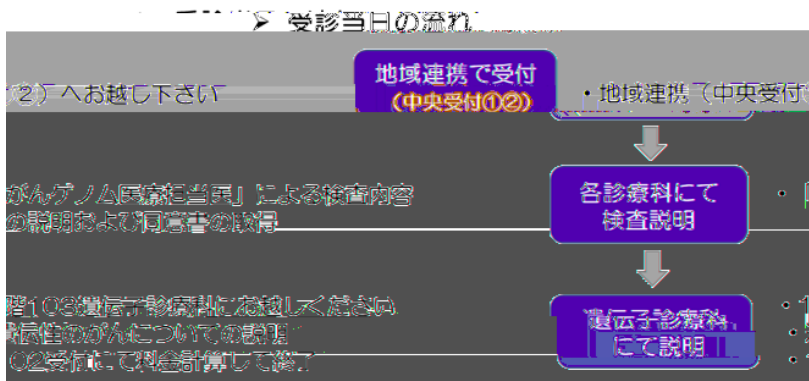 ➢ 受診当日の流れ
地域連携で受付
(中央受付①②)
②)へお越し下さい
・地域連携(中央受付
各診療科にて
検査説明
がんゲノム医療担当医」による検査内容
の説明および同意書の取得
遺伝子診療科
にて説明
階103遺伝子診療科にお越しください
遺伝性のがんについての説明
02受付にて料金計算して終了